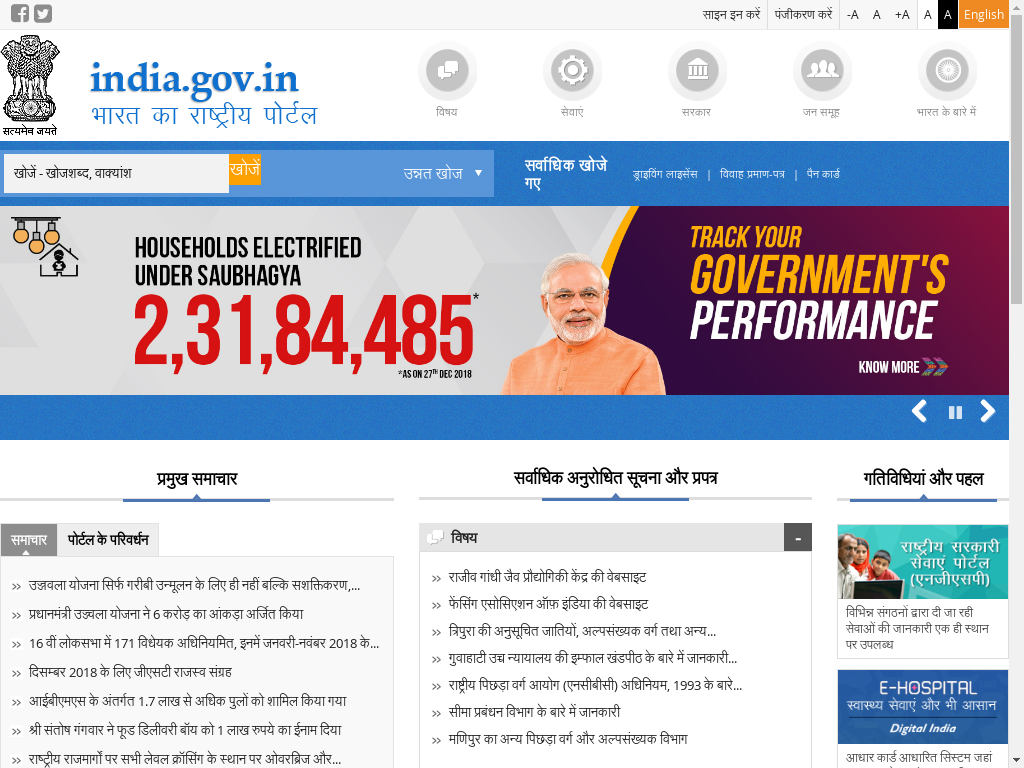 साइन इन करें पंजीकरण करें -A A +A A A English
सत्यमेव जयते
india.gov.in
भारत का राष्ट्रीय पोर्टल
विषय
सेवाएं
सरकार
जन समूह
भारत के बारे में
खोजें - खोजशब्द, वाक्यांश
खोजें
उन्नत खोज
सर्वाधिक खोजे
गए
ड्राइविंग लाइसेंस | विवाह प्रमाण-पत्र | पैन कार्ड
HOUSEHOLDS ELECTRIFIED
UNDER SAUBHAGYA
2,31,84,485*
*AS ON 27TH DEC 2018
TRACK YOUR
GOVERNMENT'S
PERFORMANCE
KNOW MORE
प्रमुख समाचार
समाचार पोर्टल के परिवर्धन
उज्जवला योजना सिर्फ गरीबी उन्मूलन के लिए ही नहीं बल्कि सशक्तिकरण,...
प्रधानमंत्री उज्ज्वला योजना ने 6 करोड़ का आंकड़ा अर्जित किया
16 वीं लोकसभा में 171 विधेयक अधिनियमित, इनमें जनवरी-नवंबर 2018 के...
दिसम्बर 2018 के लिए जीएसटी राजस्व संग्रह
आईबीएमएस के अंतर्गत 1.7 लाख से अधिक पुलों को शामिल किया गया
श्री संतोष गंगवार ने फूड डिलीवरी बॉय को 1 लाख रुपये का ईनाम दिया
राष्ट्रीय राजमार्गों पर सभी लेवल क्रॉसिंग के स्थान पर ओवरब्रिज और...
सर्वाधिक अनुरोधित सूचना और प्रपत्र
विषय -
राजीव गांधी जैव प्रौद्योगिकी केंद्र की वेबसाइट
फेंसिंग एसोसिएशन ऑफ़ इंडिया की वेबसाइट
त्रिपुरा की अनुसूचित जातियों, अल्पसंख्यक वर्ग तथा अन्य...
गुवाहाटी उच्च न्यायालय की इम्फाल खंडपीठ के बारे में जानकारी...
राष्ट्रीय पिछड़ा वर्ग आयोग (एनसीबीसी) अधिनियम, 1993 के बारे...
सीमा प्रबंधन विभाग के बारे में जानकारी
मणिपुर का अन्य पिछड़ा वर्ग और अल्पसंख्यक विभाग
गतिविधियां और पहल
राष्ट्रीय सरकारी
सेवाएं पोर्टल
(एनजीएसपी)
विभिन्न संगठनों द्वारा दी जा रही
सेवाओं की जानकारी एक ही स्थान
पर उपलब्ध
E-HOSPITAL
स्वास्थ्य सेवाएं और भी आसान
Digital India
आधार कार्ड आधारित सिस्टम जहां